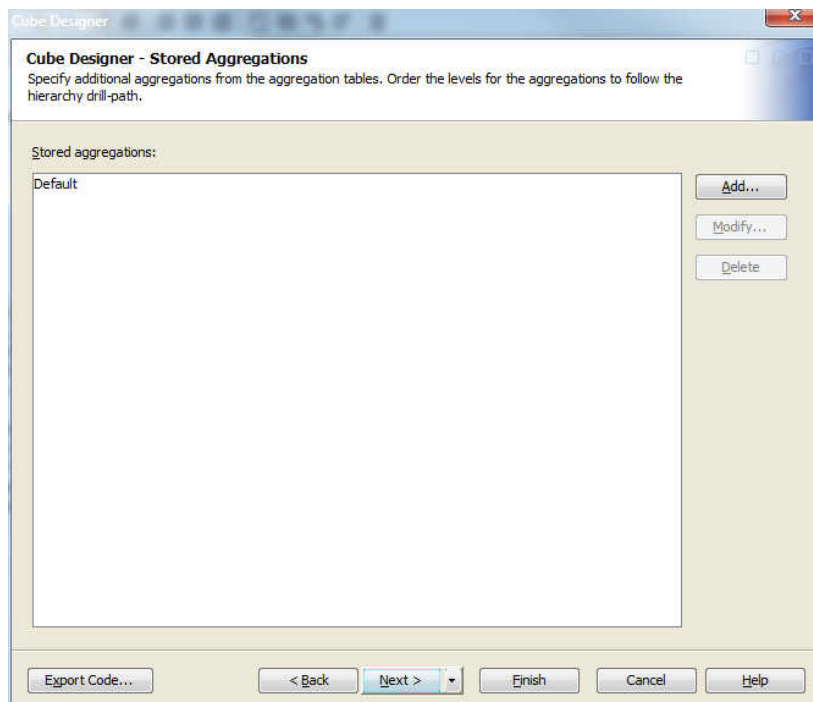 Cube Designer
Cube Designer - Stored Aggregations
Specify additional aggregations from the aggregation tables. Order the levels for the aggregations to follow the
hierarchy drill-path.
Stored aggregations:
Default
Add...
Modify...
Delete
Export Code...
< Back
Next >
Finish
Cancel
Help